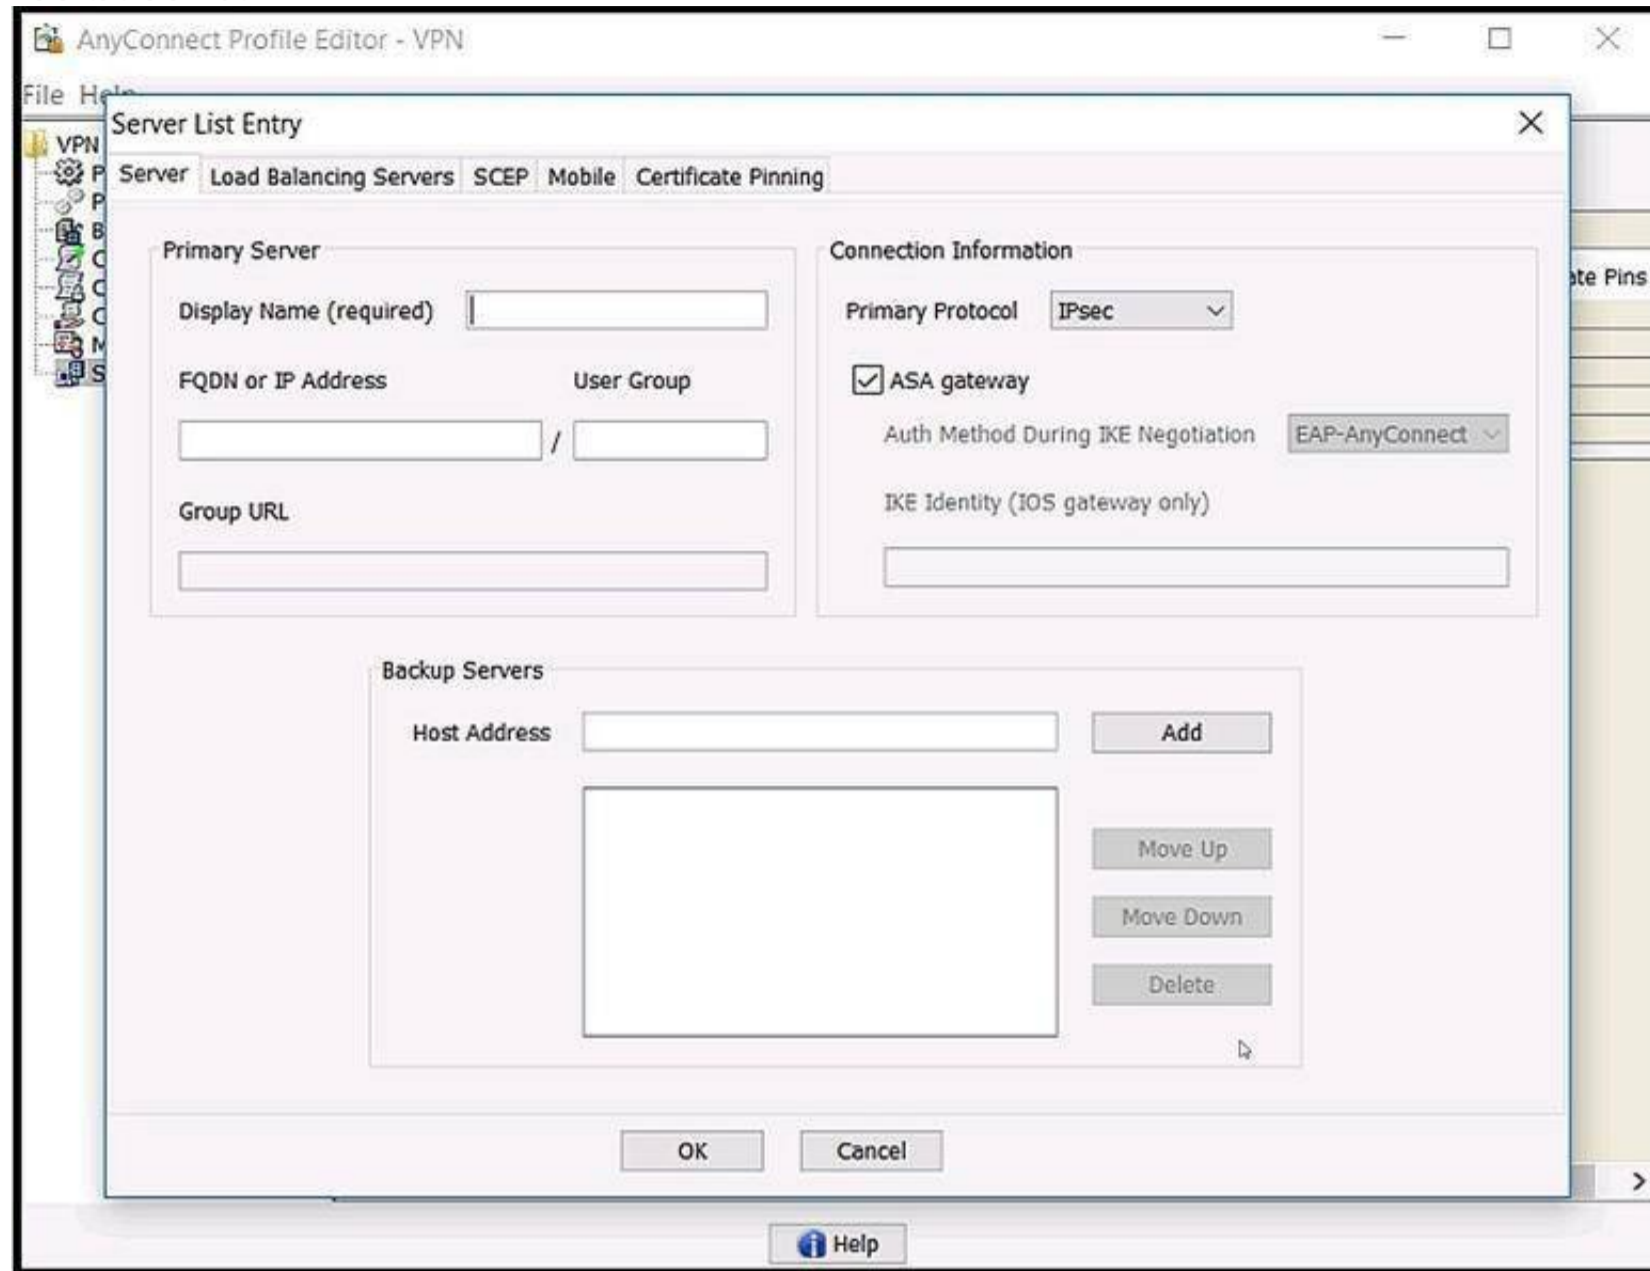 AnyConnect Profile Editor - VPN
File Help
Server List Entry
VPN
Server Load Balancing Servers SCEP Mobile Certificate Pinning
P
P
B
C
C
C
M
S
Primary Server
Display Name (required)
FQDN or IP Address User Group
/
Group URL
Connection Information
Primary Protocol IPsec
ASA gateway
Auth Method During IKE Negotiation EAP-AnyConnect
IKE Identity (IOS gateway only)
ate Pins
Backup Servers
Host Address Add
Move Up
Move Down
Delete
OK Cancel
Help